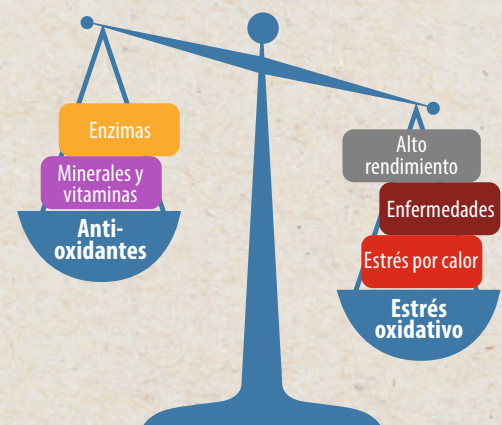 Enzimas
Minerales y
vitaminas
Anti-
oxidantes
Alto
rendimiento
Enfermedades
Estrés por calor
Estrés
oxidativo